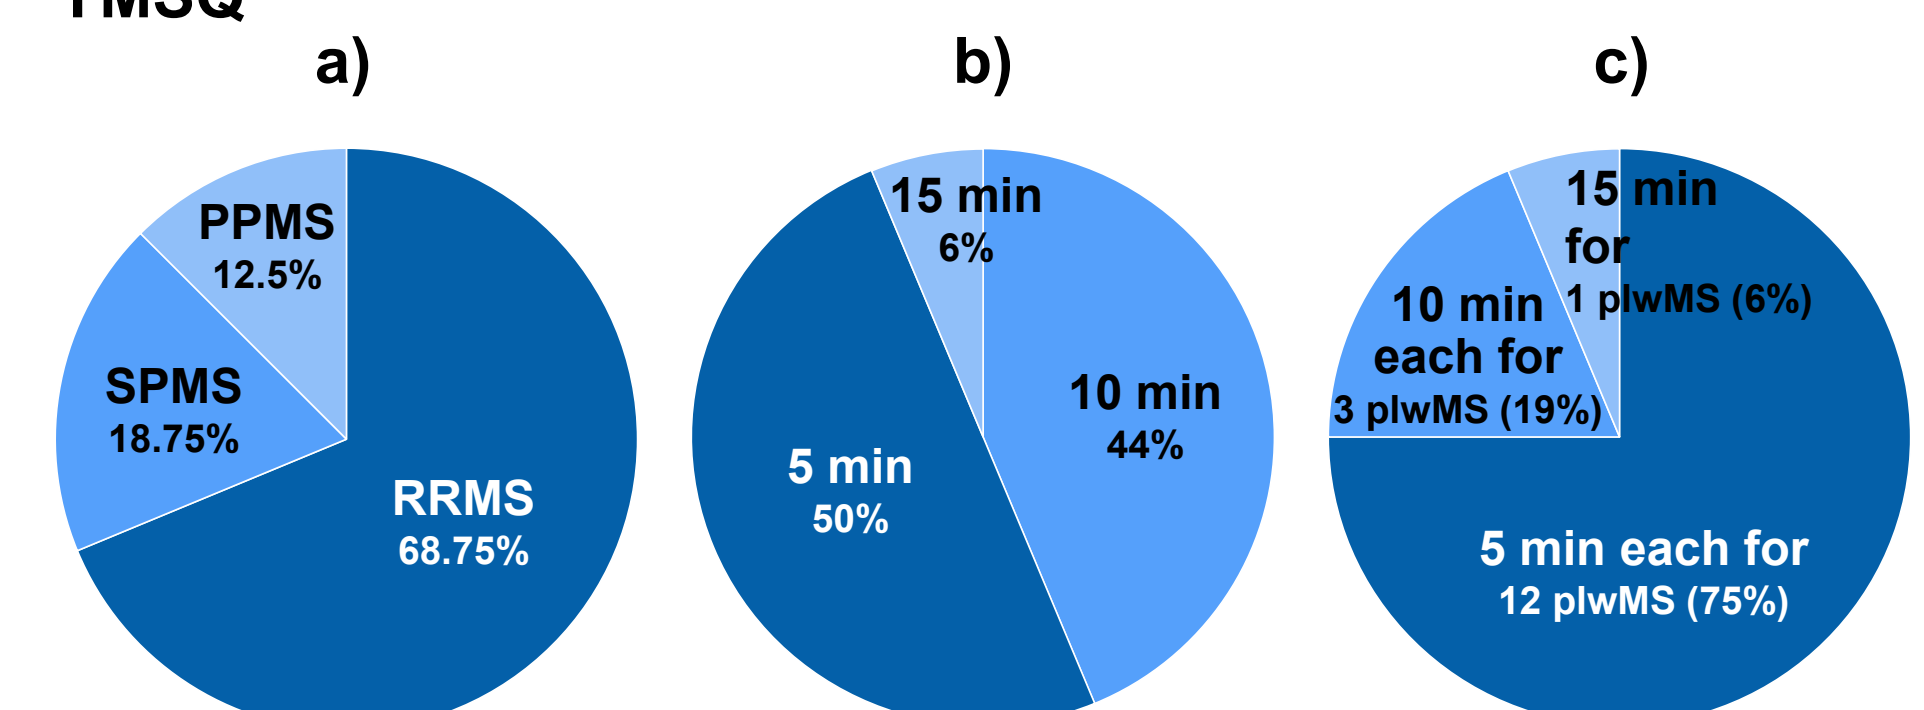 a)
b)
c)
PPMS
12.5%
SPMS
18.75%
RRMS
68.75%
15 min
6%
10 min
44%
5 min
50%
15 min
for
1 plwMS (6%)
10 min
each for
3 plwMS (19%)
5 min each for
12 plwMS (75%)